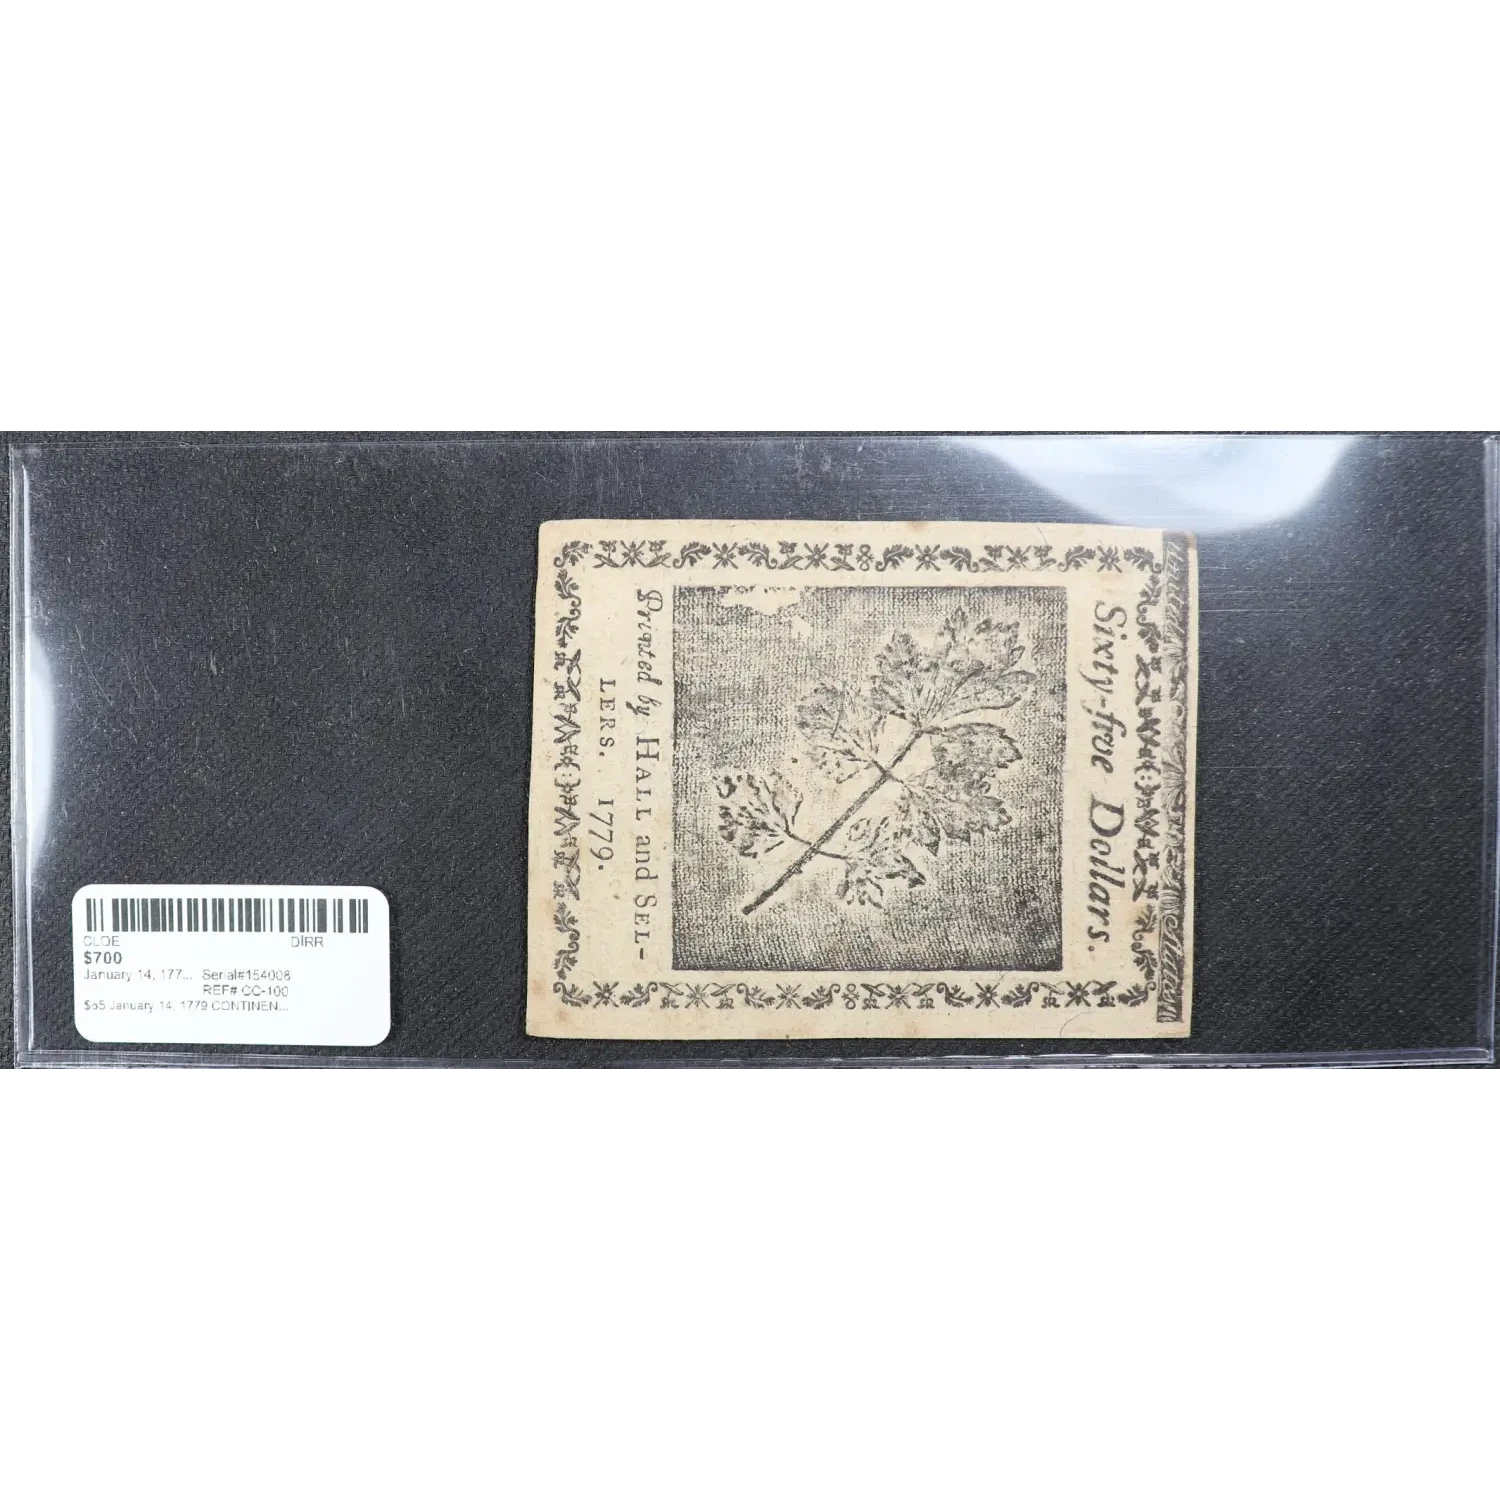 Sixty-five Dollars.
Printed by HALL and SEL-
LERS. 1779.
CLDE DIRR
$700
January 14, 177... Serial#154008
REF# CC-100
$65 January 14, 1779 CONTINEN...